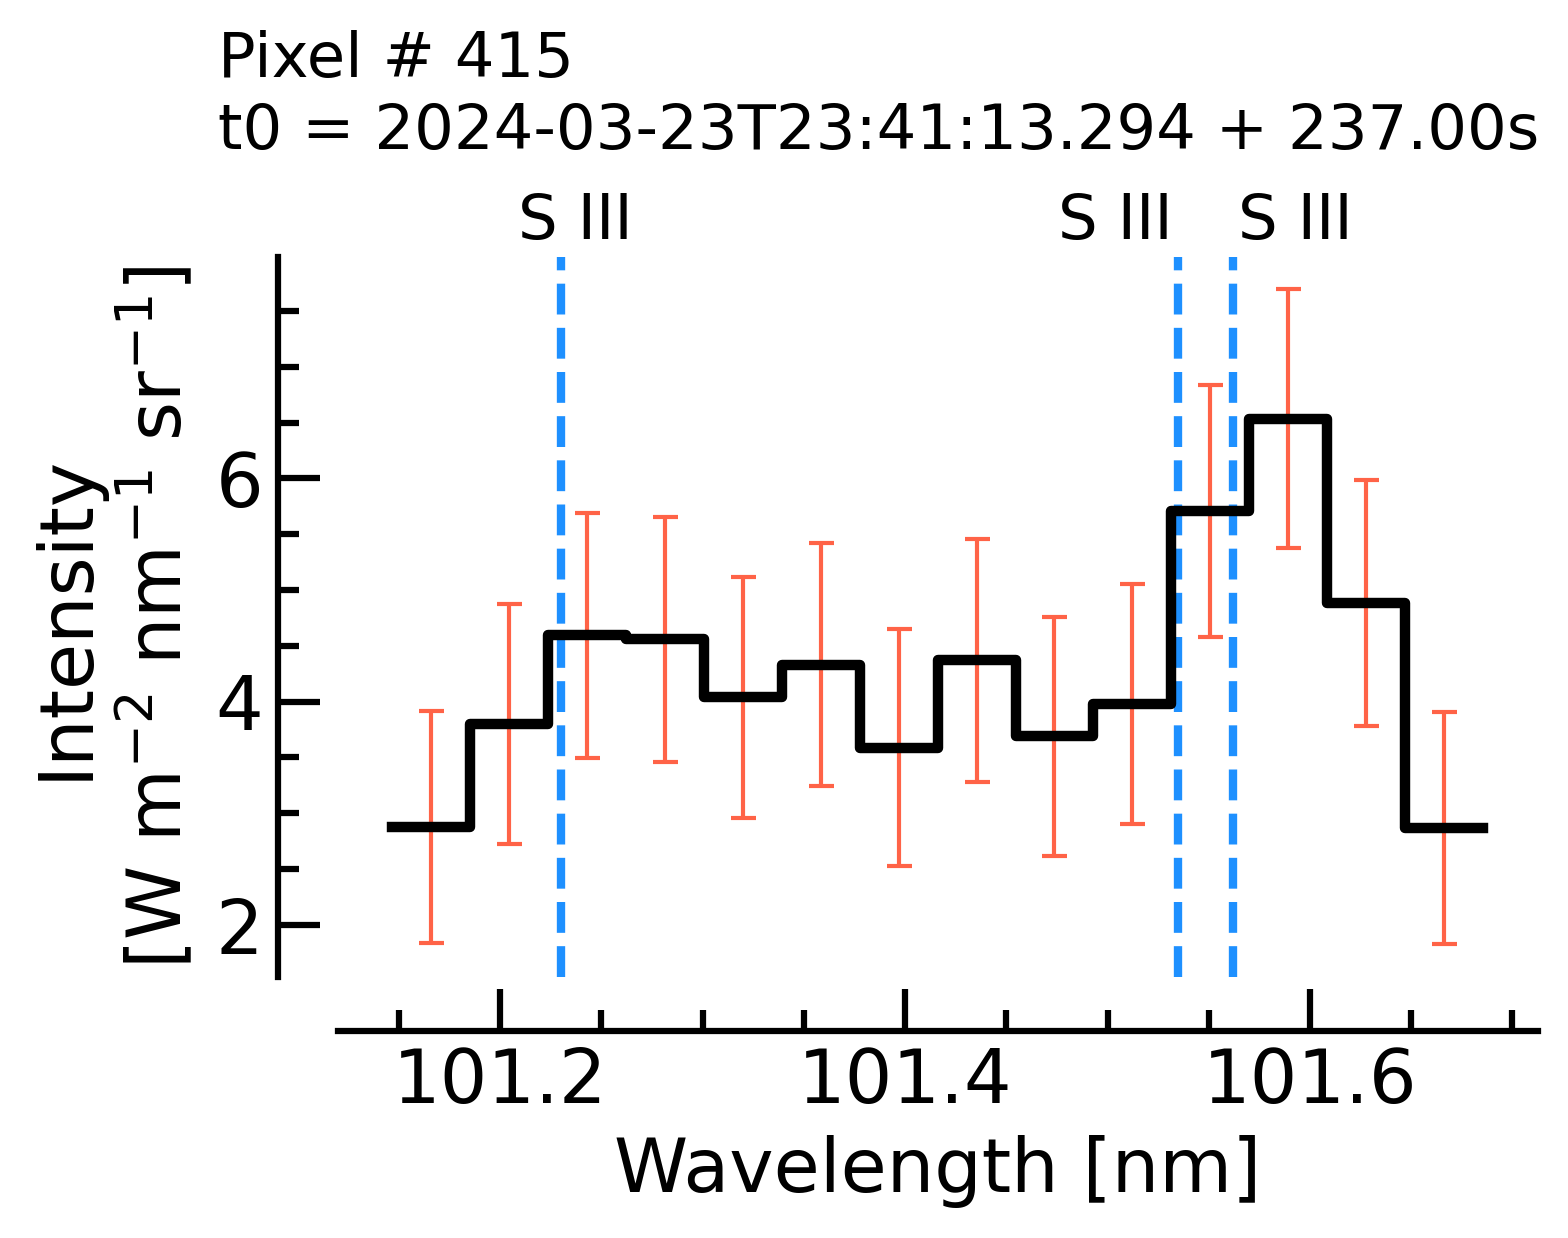 Pixel # 415
t0 = 2024-03-23T23:41:13.294 + 237.00s
S III S III S III
Intensity
[W m⁻² nm⁻¹ sr⁻¹]
6
4
2
101.2 101.4 101.6
Wavelength [nm]